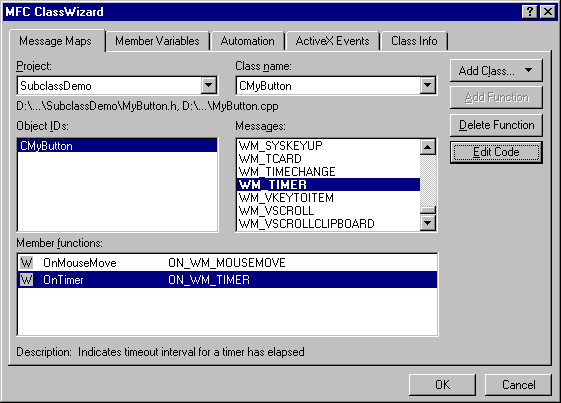 MFC ClassWizard
Message Maps
Member Variables
Automation
ActiveX Events
Class Info
Project:
Class name:
SubclassDemo
CMyButton
Add Class...
D:\...\SubclassDemo\MyButton.h, D:\...\MyButton.cpp
Add Function
Object IDs:
Messages:
Delete Function
CMyButton
WM_SYSKEYUP
WM_TCARD
WM_TIMECHANGE
WM_TIMER
WM_VKEYTOITEM
WM_VSCROLL
WM_VSCROLLCLIPBOARD
Edit Code
Member functions:
W OnMouseMove ON_WM_MOUSEMOVE
W OnTimer ON_WM_TIMER
Description: Indicates timeout interval for a timer has elapsed
OK
Cancel